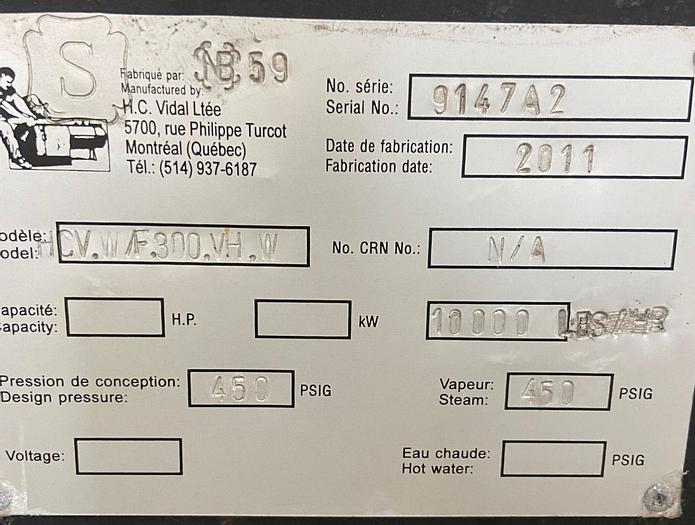 S
NB 59
Fabriqué par:
Manufactured by:
H.C. Vidal Ltée
5700, rue Philippe Turcot
Montréal (Québec)
Tél.: (514) 937-6187
No. série:
Serial No.: 9147A2
Date de fabrication:
Fabrication date: 2011
odèle:
odel: HCV.W/F.300.VH.W
No. CRN No.: N/A
apacité:
apacity: H.P. kW 10000 LBS/HR
Pression de conception:
Design pressure: 450 PSIG
Vapeur:
Steam: 450 PSIG
Voltage:
Eau chaude:
Hot water: PSIG